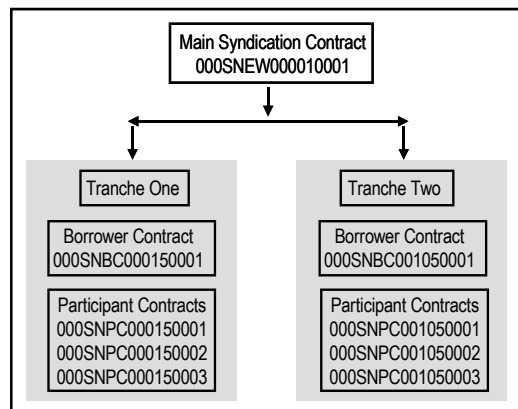 Main Syndication Contract
000SNEW000010001
Tranche One
Borrower Contract
000SNBC000150001
Participant Contracts
000SNPC000150001
000SNPC000150002
000SNPC000150003
Tranche Two
Borrower Contract
000SNBC001050001
Participant Contracts
000SNPC001050001
000SNPC001050002
000SNPC001050003